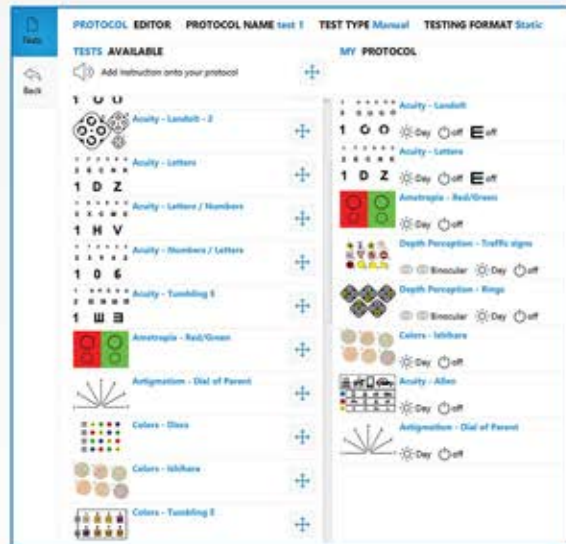 Tests
Back
PROTOCOL EDITOR PROTOCOL NAME test 1 TEST TYPE Manual TESTING FORMAT Static
TESTS AVAILABLE
Add instruction onto your protocol
Acuity - Landolt - 2
Acuity - Letters
1 D Z
Acuity - Letters / Numbers
1 H V
Acuity - Numbers / Letters
1 0 6
Acuity - Tumbling E
Ametropia - Red/Green
Astigmatism - Dial of Parent
Colors - Disco
Colors - Ishihara
Colors - Tumbling E
MY PROTOCOL
Acuity - Landolt
Day off E off
Acuity - Letters
1 D Z
Day off E off
Ametropia - Red/Green
Day off
Depth Perception - Traffic signs
Binocular Day off
Depth Perception - Rings
Binocular Day off
Colors - Ishihara
Day off
Acuity - Allen
Day off
Astigmatism - Dial of Parent
Day off